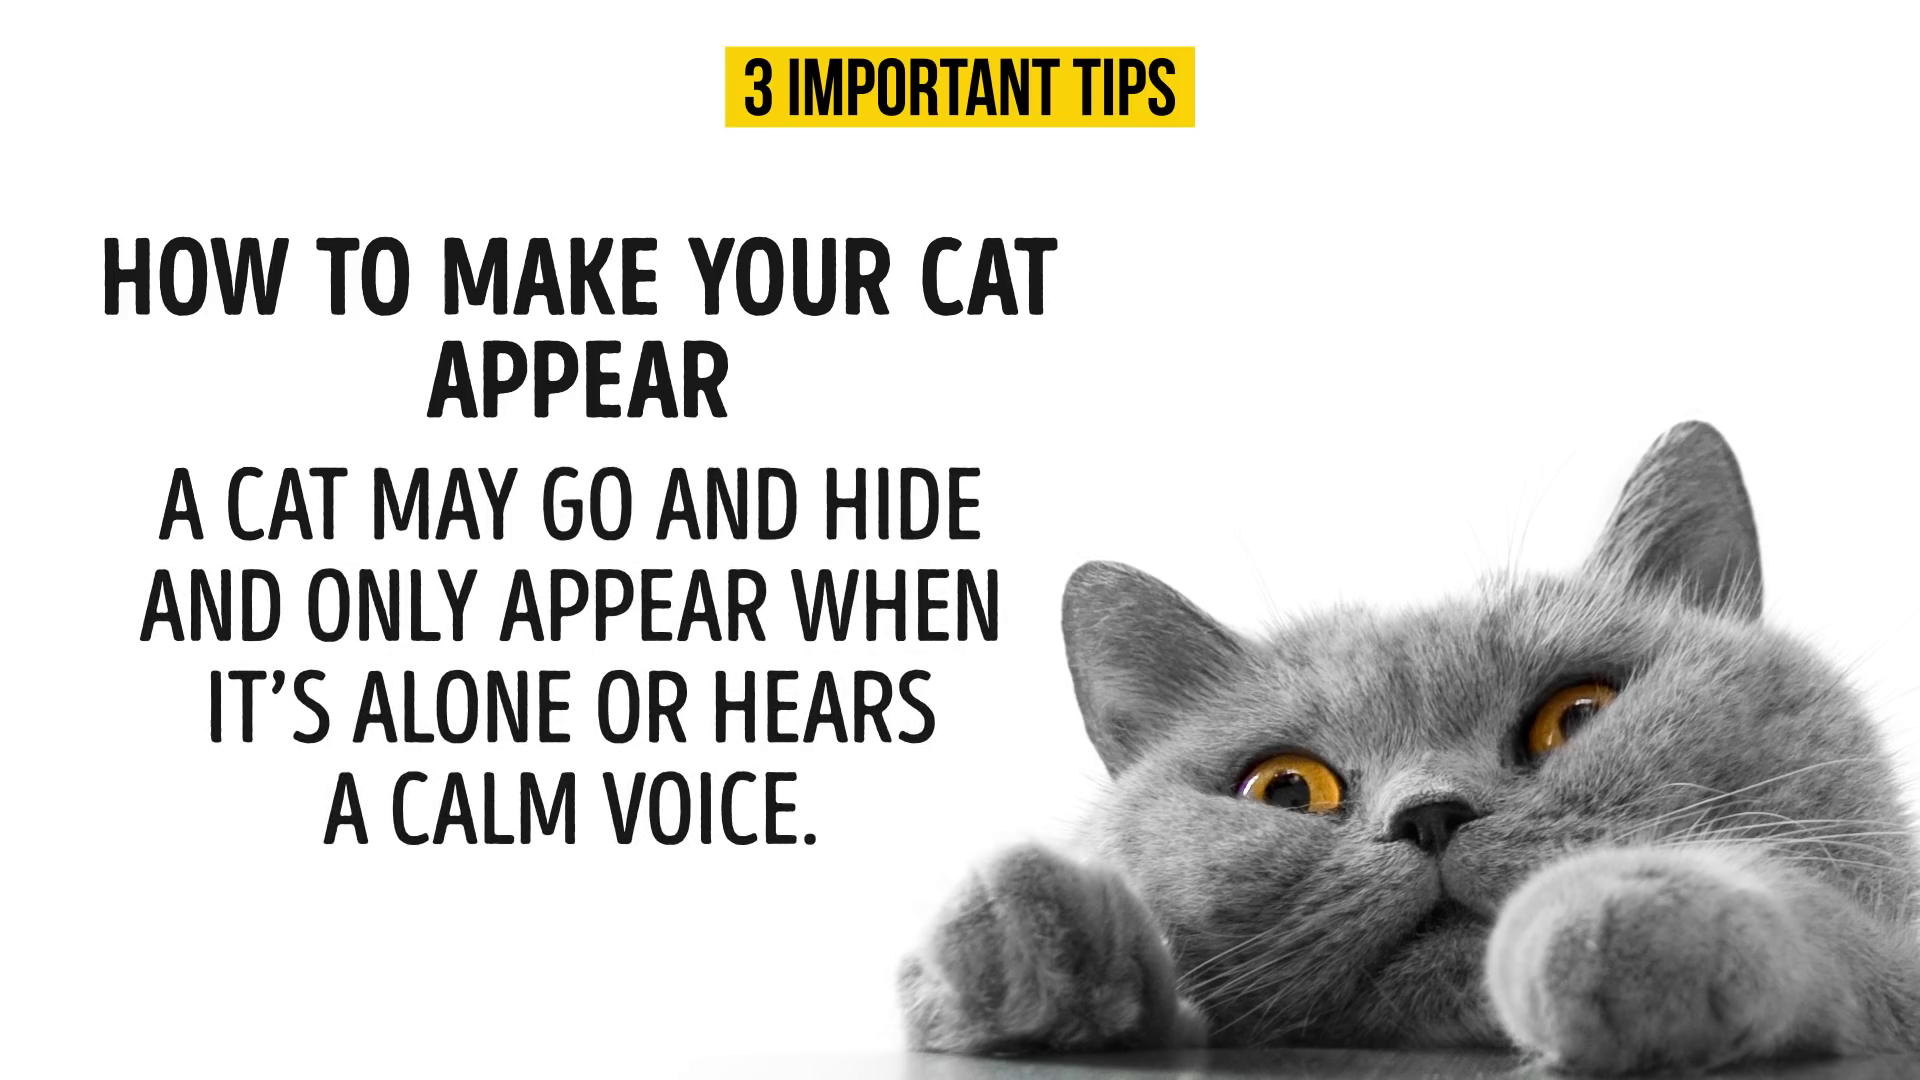 3 IMPORTANT TIPS
HOW TO MAKE YOUR CAT
APPEAR
A CAT MAY GO AND HIDE
AND ONLY APPEAR WHEN
IT’S ALONE OR HEARS
A CALM VOICE.